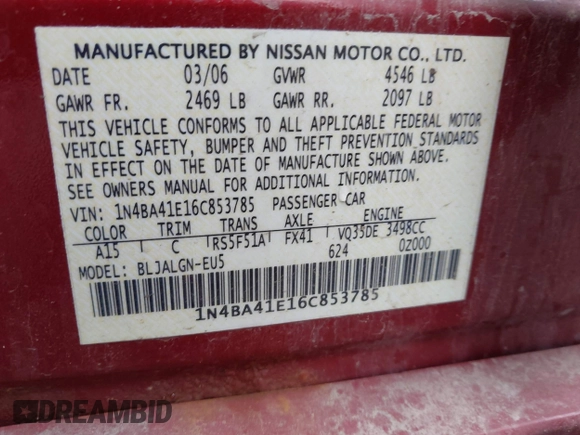 MANUFACTURED BY NISSAN MOTOR CO., LTD.
DATE 03/06 GVWR 4546 LB
GAWR FR. 2469 LB GAWR RR. 2097 LB
THIS VEHICLE CONFORMS TO ALL APPLICABLE FEDERAL MOTOR
VEHICLE SAFETY, BUMPER AND THEFT PREVENTION STANDARDS
IN EFFECT ON THE DATE OF MANUFACTURE SHOWN ABOVE.
SEE OWNERS MANUAL FOR ADDITIONAL INFORMATION.
VIN: 1N4BA41E16C853785 PASSENGER CAR
COLOR TRIM TRANS AXLE ENGINE
A15 C RS5F51A FX41 VQ35DE 3498CC
MODEL: BLJALGN-EU5 624 0Z000
1N4BA41E16C853785
DREAMBID